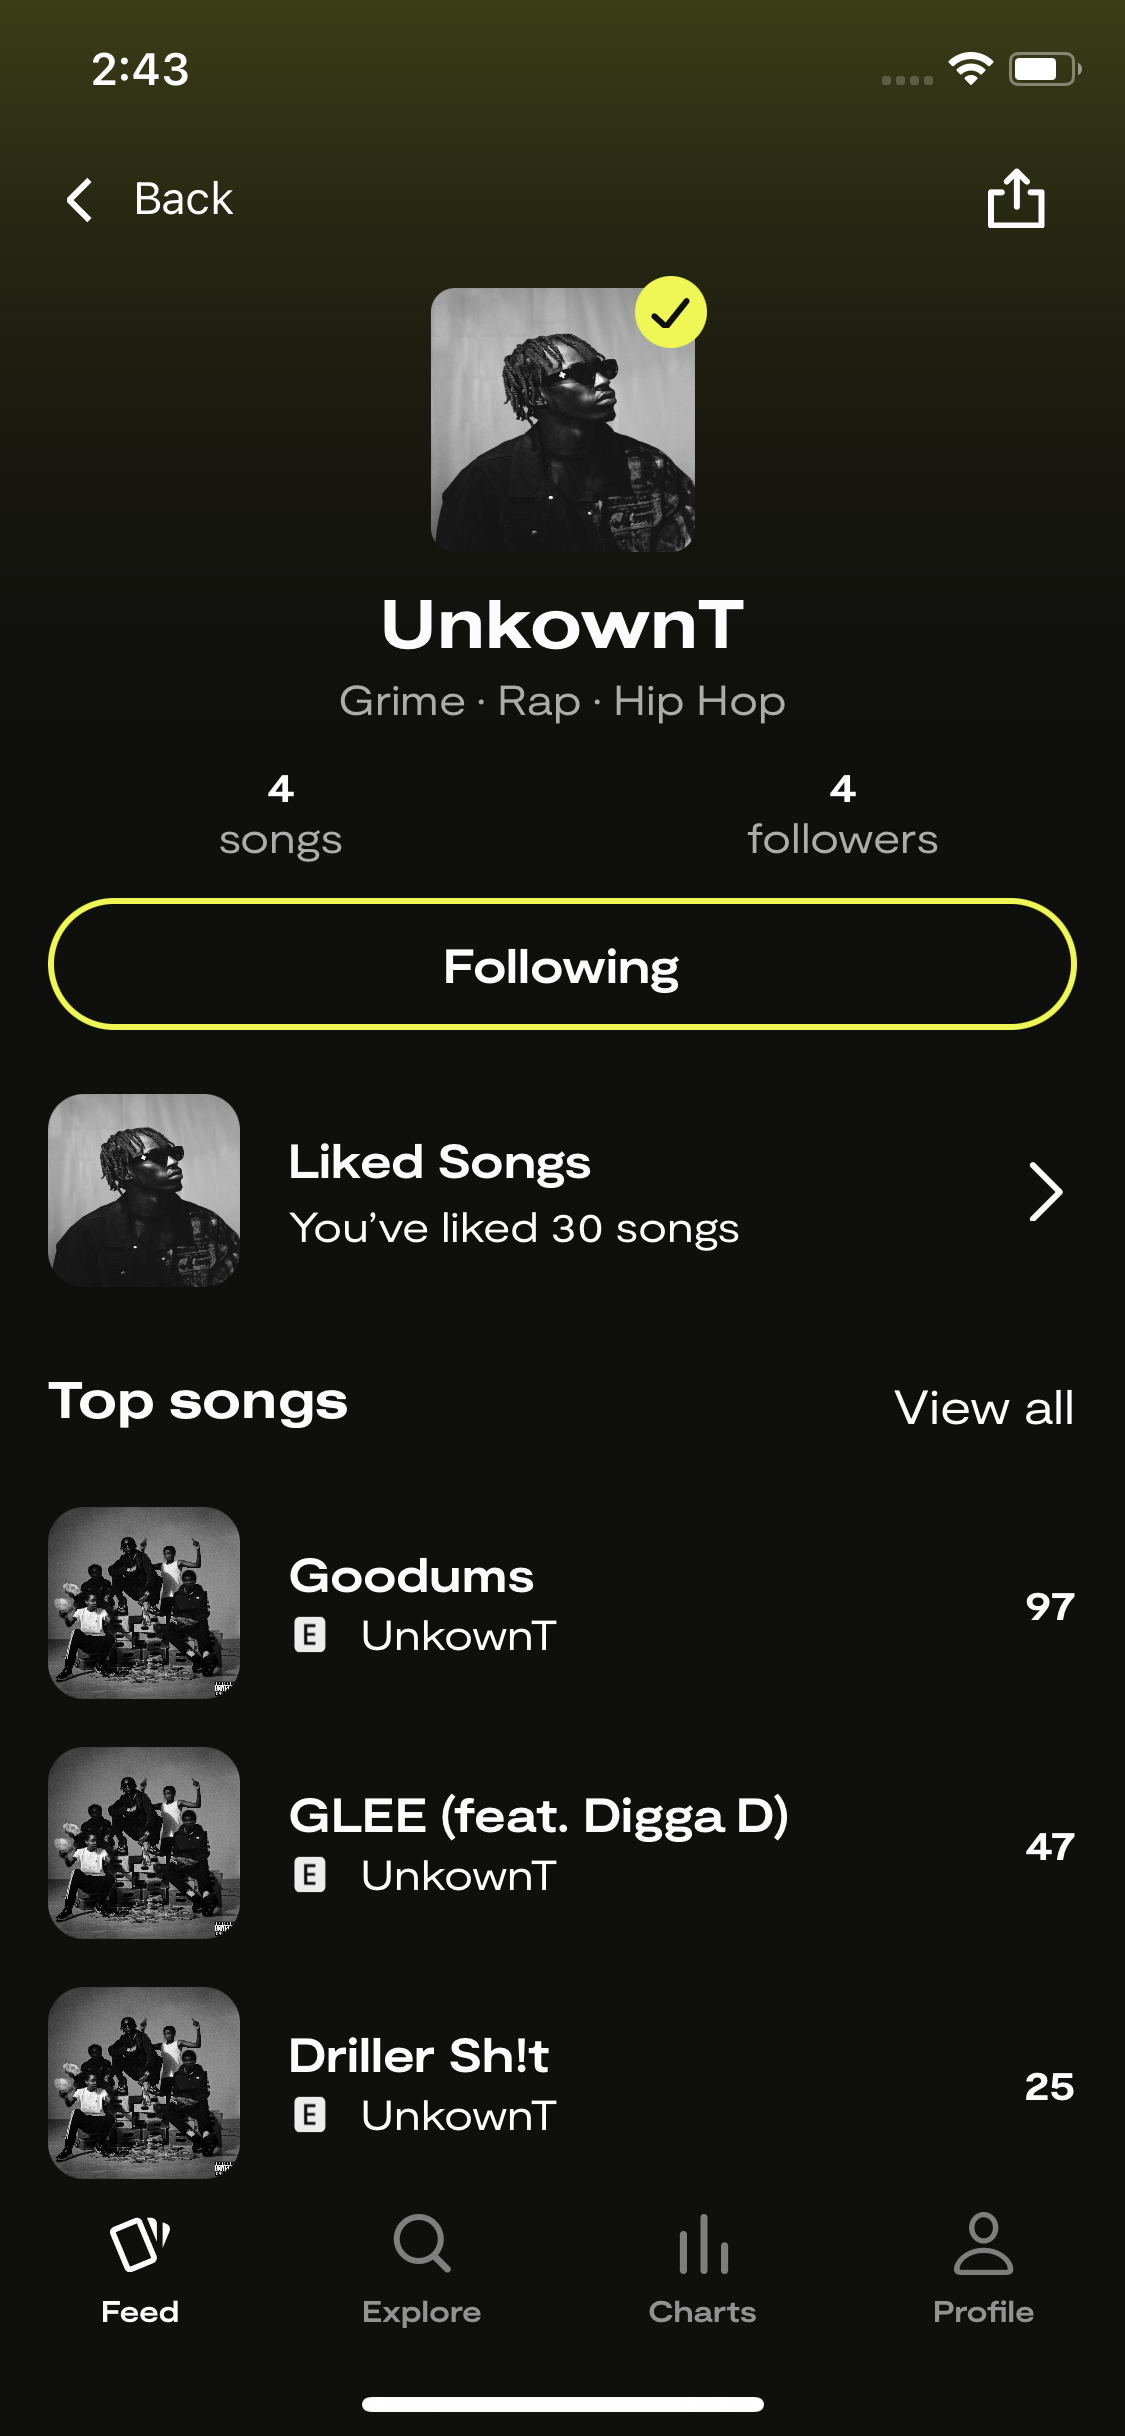 2:43
Back
UnkownT
Grime · Rap · Hip Hop
4
songs
4
followers
Following
Liked Songs
You’ve liked 30 songs
Top songs
View all
Goodums
E UnkownT
97
GLEE (feat. Digga D)
E UnkownT
47
Driller Sh!t
E UnkownT
25
Feed
Explore
Charts
Profile